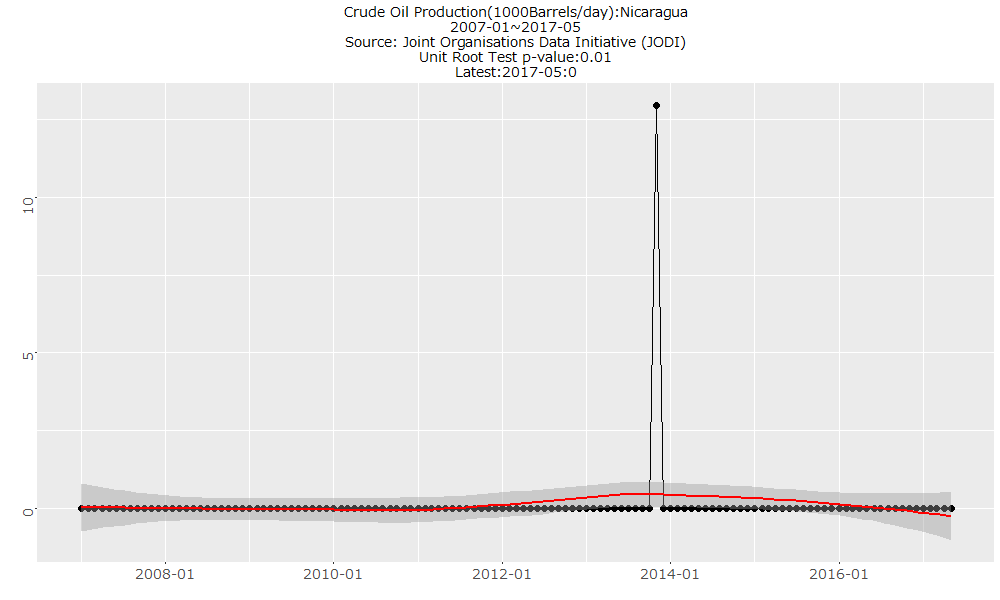 Crude Oil Production(1000Barrels/day):Nicaragua
2007-01~2017-05
Source: Joint Organisations Data Initiative (JODI)
Unit Root Test p-value:0.01
Latest:2017-05:0
10
5
0
2008-01
2010-01
2012-01
2014-01
2016-01